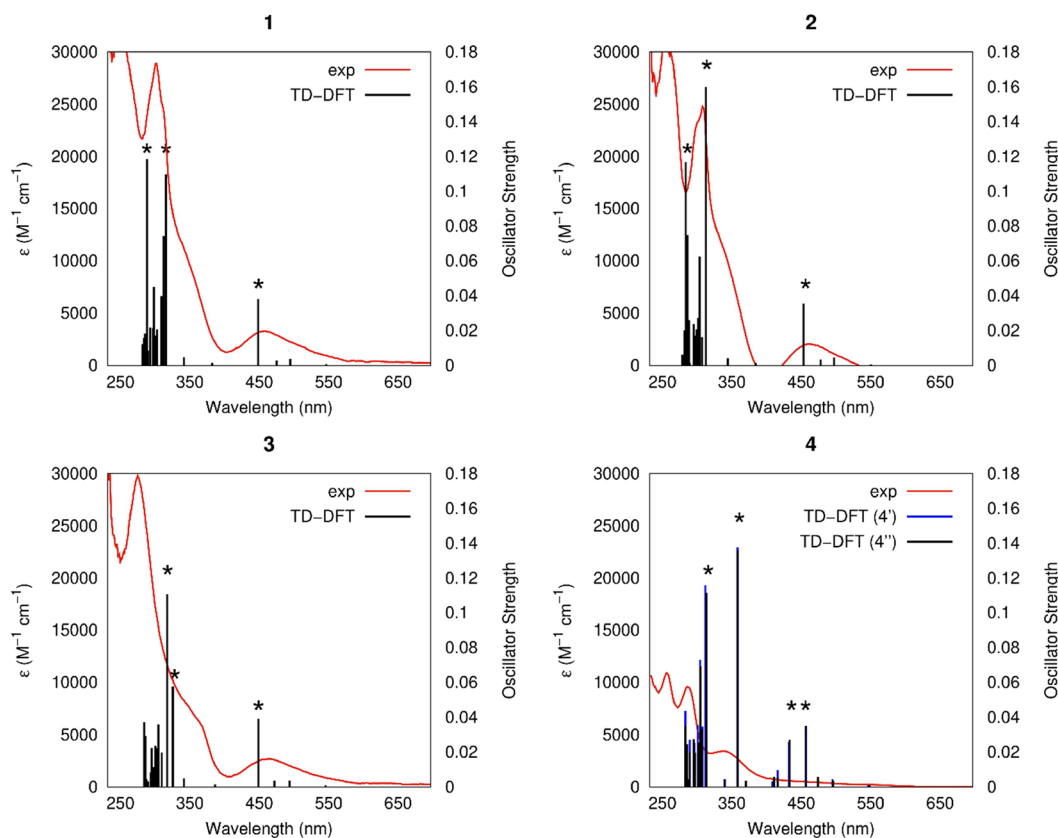 1
30000
25000
20000
15000
10000
5000
0
ε (M⁻¹ cm⁻¹)
0.18
0.16
0.14
0.12
0.1
0.08
0.06
0.04
0.02
0
Oscillator Strength
exp
TD−DFT
* * *
250 350 450 550 650
Wavelength (nm)
2
30000
25000
20000
15000
10000
5000
0
ε (M⁻¹ cm⁻¹)
0.18
0.16
0.14
0.12
0.1
0.08
0.06
0.04
0.02
0
Oscillator Strength
exp
TD−DFT
* * *
250 350 450 550 650
Wavelength (nm)
3
30000
25000
20000
15000
10000
5000
0
ε (M⁻¹ cm⁻¹)
0.18
0.16
0.14
0.12
0.1
0.08
0.06
0.04
0.02
0
Oscillator Strength
exp
TD−DFT
* * *
250 350 450 550 650
Wavelength (nm)
4
30000
25000
20000
15000
10000
5000
0
ε (M⁻¹ cm⁻¹)
0.18
0.16
0.14
0.12
0.1
0.08
0.06
0.04
0.02
0
Oscillator Strength
exp
TD−DFT (4')
TD−DFT (4'')
* * * *
250 350 450 550 650
Wavelength (nm)